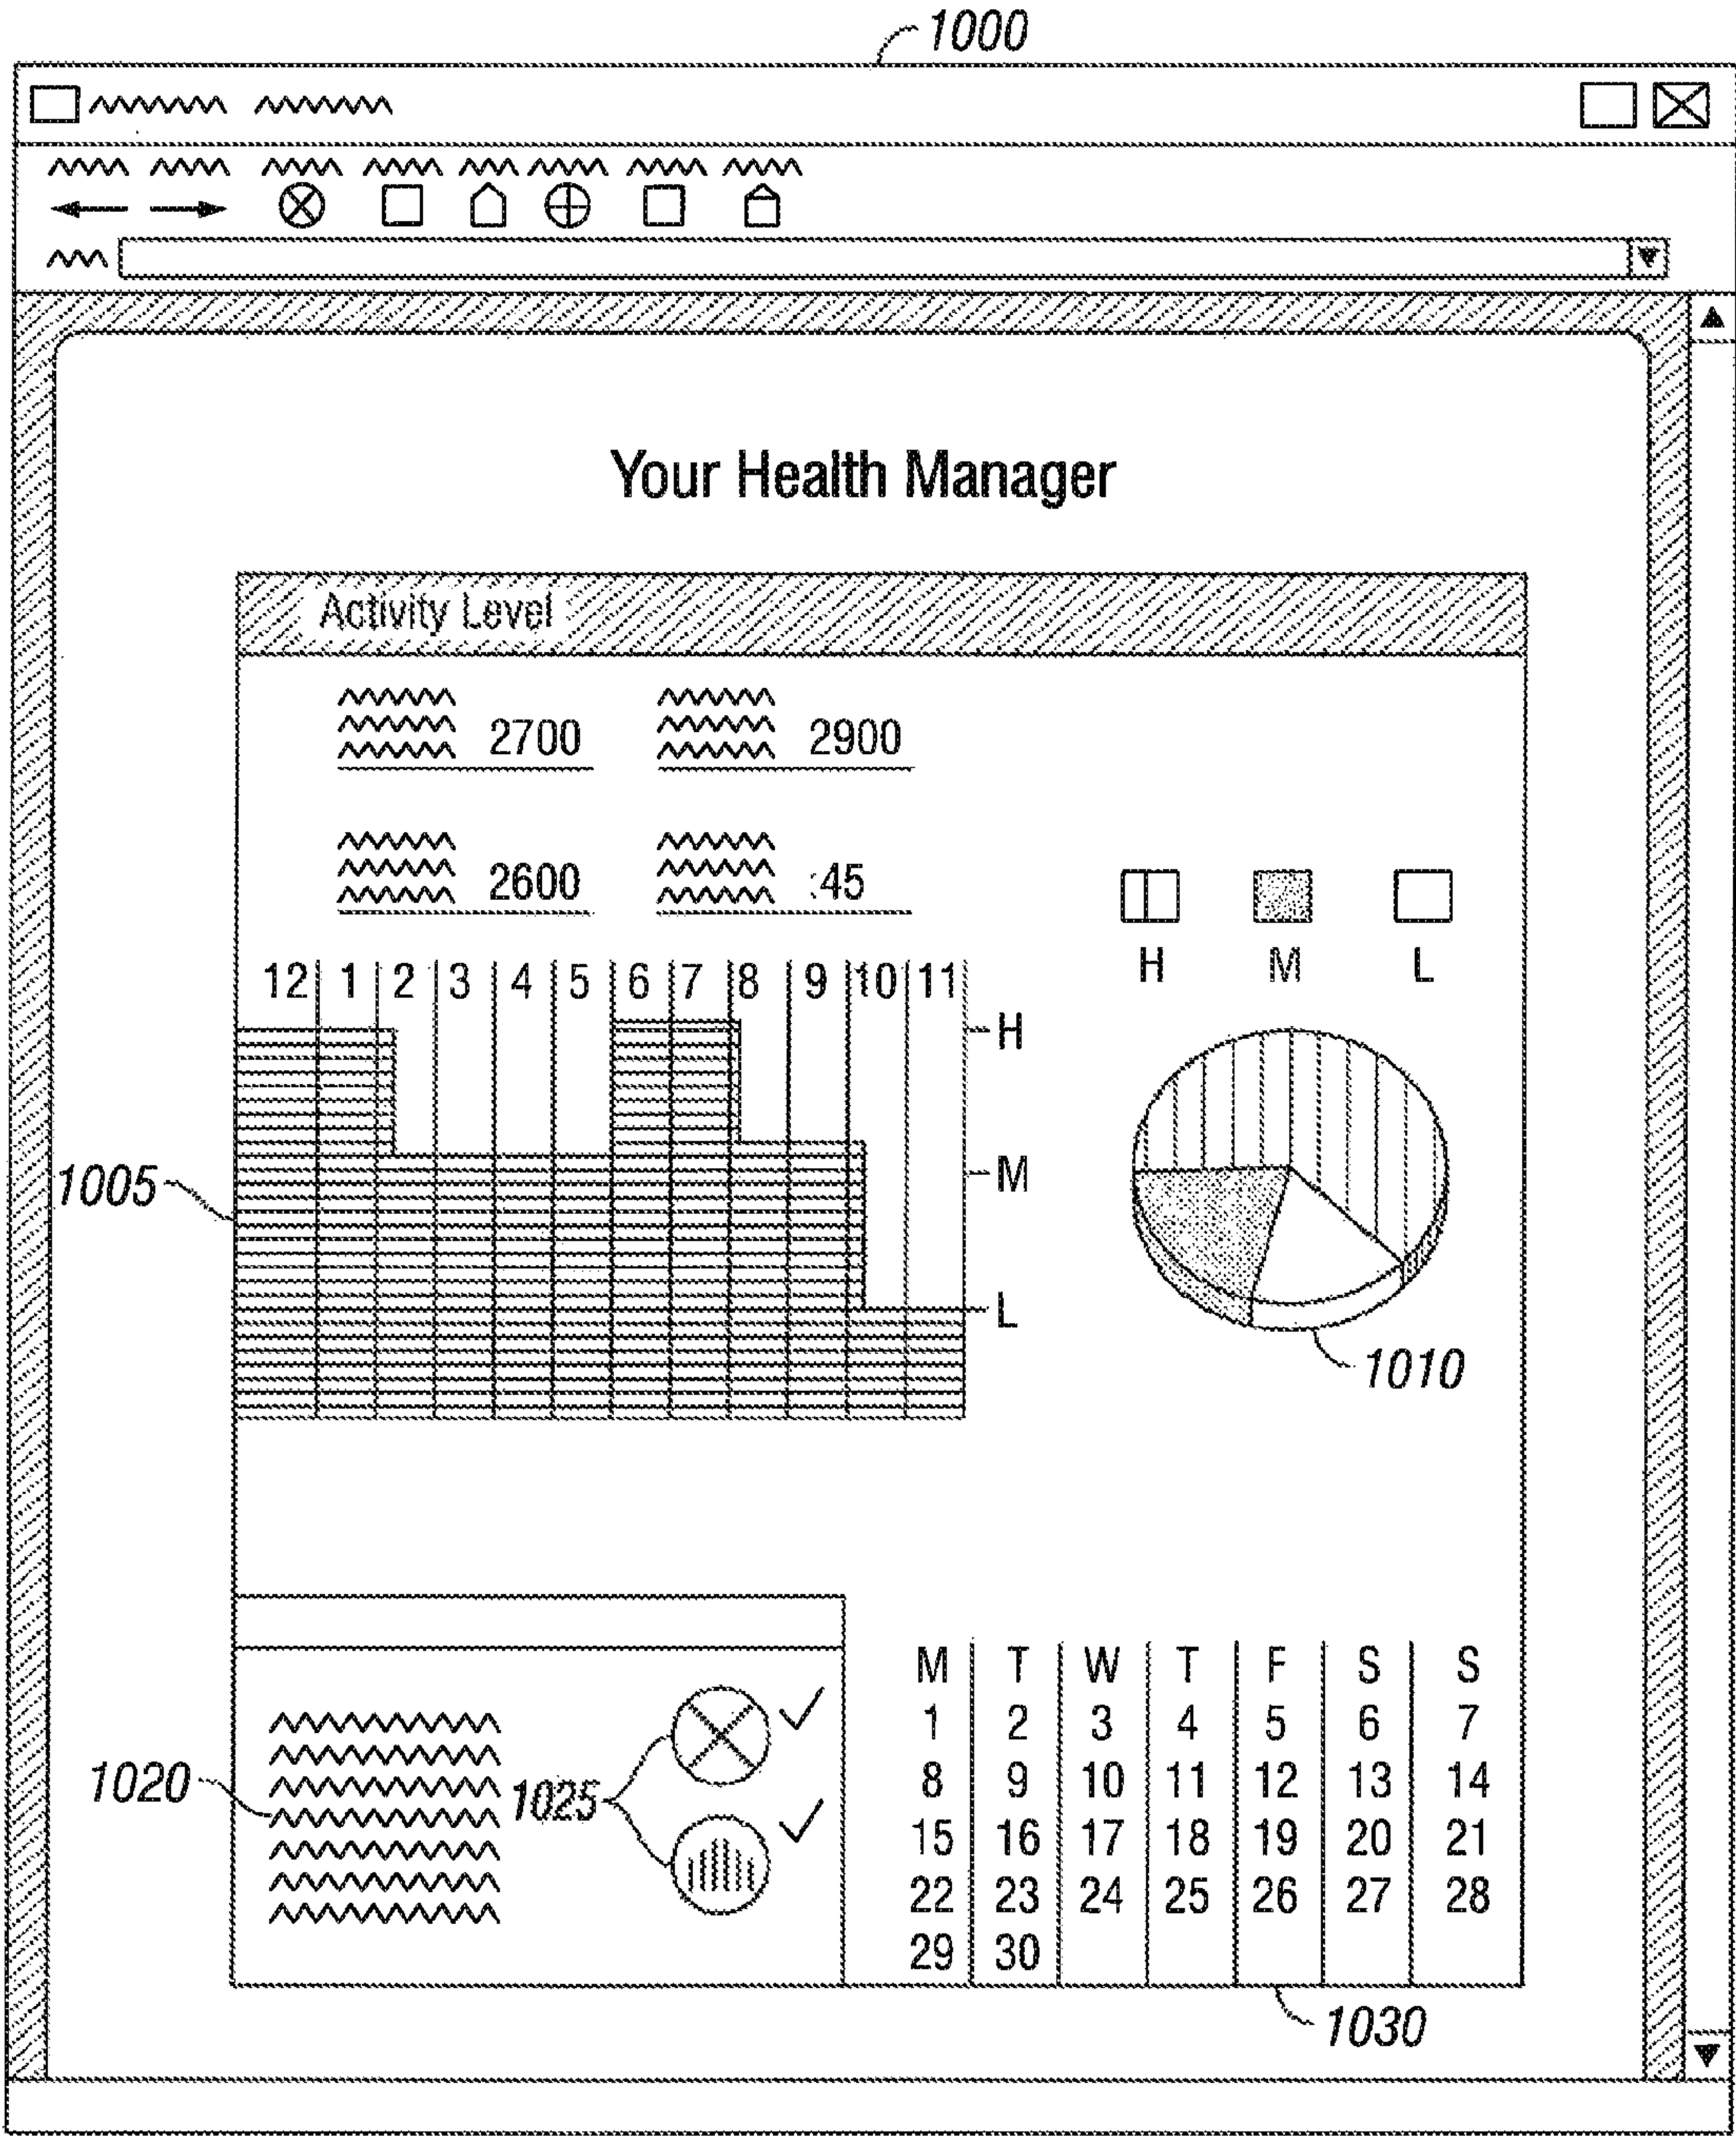 1000
Your Health Manager
Activity Level
2700 2900
2600 :45
H M L
12 1 2 3 4 5 6 7 8 9 10 11
H
M
L
1005
1010
1020
1025
M T W T F S S
1 2 3 4 5 6 7
8 9 10 11 12 13 14
15 16 17 18 19 20 21
22 23 24 25 26 27 28
29 30
1030